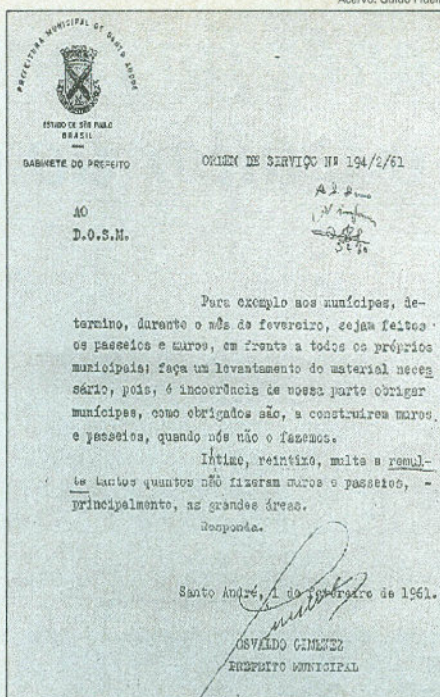 Acervo: Guido
PREFEITURA MUNICIPAL DE SANTO ANDRÉ
ESTADO DE SÃO PAULO
BRASIL
GABINETE DO PREFEITO
ORDEM DE SERVIÇO Nº 194/2/61
AO
D.O.S.M.
Para exemplo aos munícipes, de-
termino, durante o mês de fevereiro, sejam feitos
os passeios e muros, em frente a todos os próprios
municipais; faça um levantamento do material neces
sário, pois, é incoerência de nossa parte obrigar
munícipes, como obrigados são, a construirem muros
e passeios, quando nós não o fazemos.
Intime, reintime, multe e remul-
te tantos quantos não fizeram muros e passeios, -
principalmente, as grandes áreas.
Responda.
Santo André, 1 de fevereiro de 1961.
OSVALDO GIMENEZ
PREFEITO MUNICIPAL